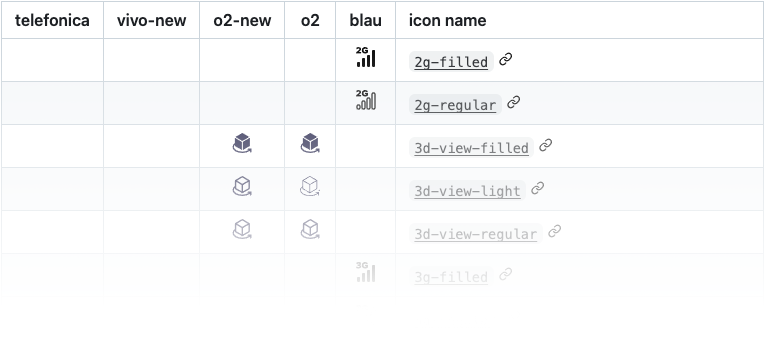 telefonica vivo-new o2-new o2 blau icon name
2G 2g-filled
2G 2g-regular
3d-view-filled
3d-view-light
3d-view-regular
3G 3g-filled